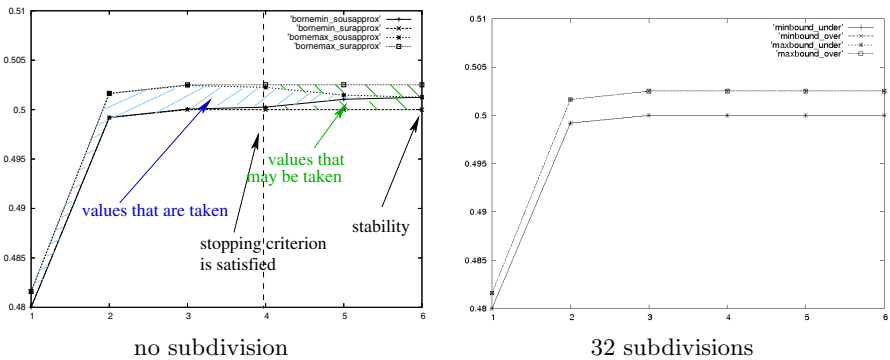 0.51
0.505
0.5
0.495
0.49
0.485
0.48
1
2
3
4
5
6
'bornemin_sousapprox'
'bornemin_surapprox'
'bornemax_sousapprox'
'bornemax_surapprox'
values that are taken
values that
may be taken
stopping criterion
is satisfied
stability
no subdivision
0.51
0.505
0.5
0.495
0.49
0.485
0.48
1
2
3
4
5
6
'minbound_under'
'minbound_over'
'maxbound_under'
'maxbound_over'
32 subdivisions